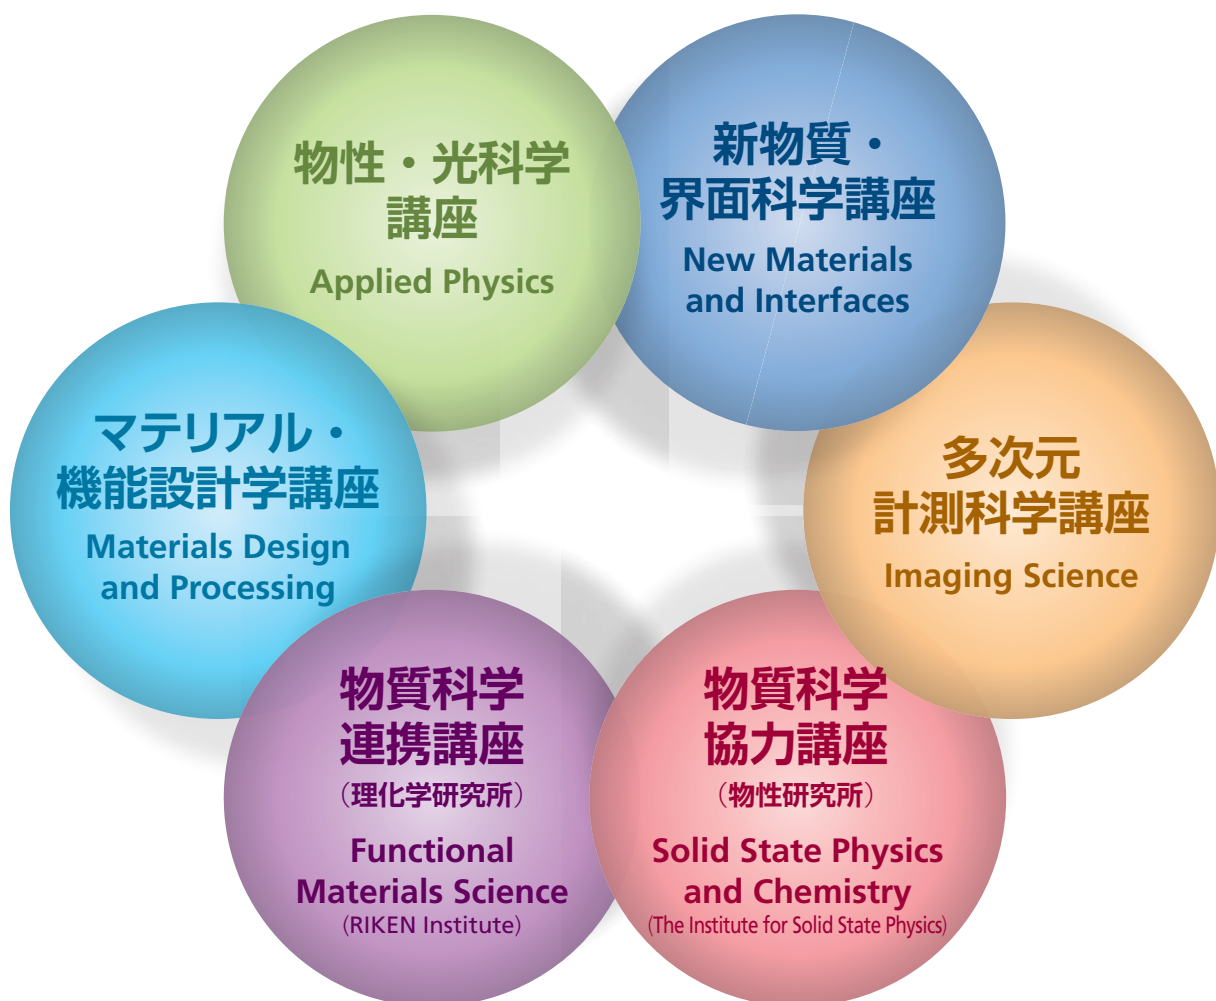 物性・光科学
講座
Applied Physics
新物質・
界面科学講座
New Materials
and Interfaces
マテリアル・
機能設計学講座
Materials Design
and Processing
多次元
計測科学講座
Imaging Science
物質科学
連携講座
（理化学研究所）
Functional
Materials Science
(RIKEN Institute)
物質科学
協力講座
（物性研究所）
Solid State Physics
and Chemistry
(The Institute for Solid State Physics)